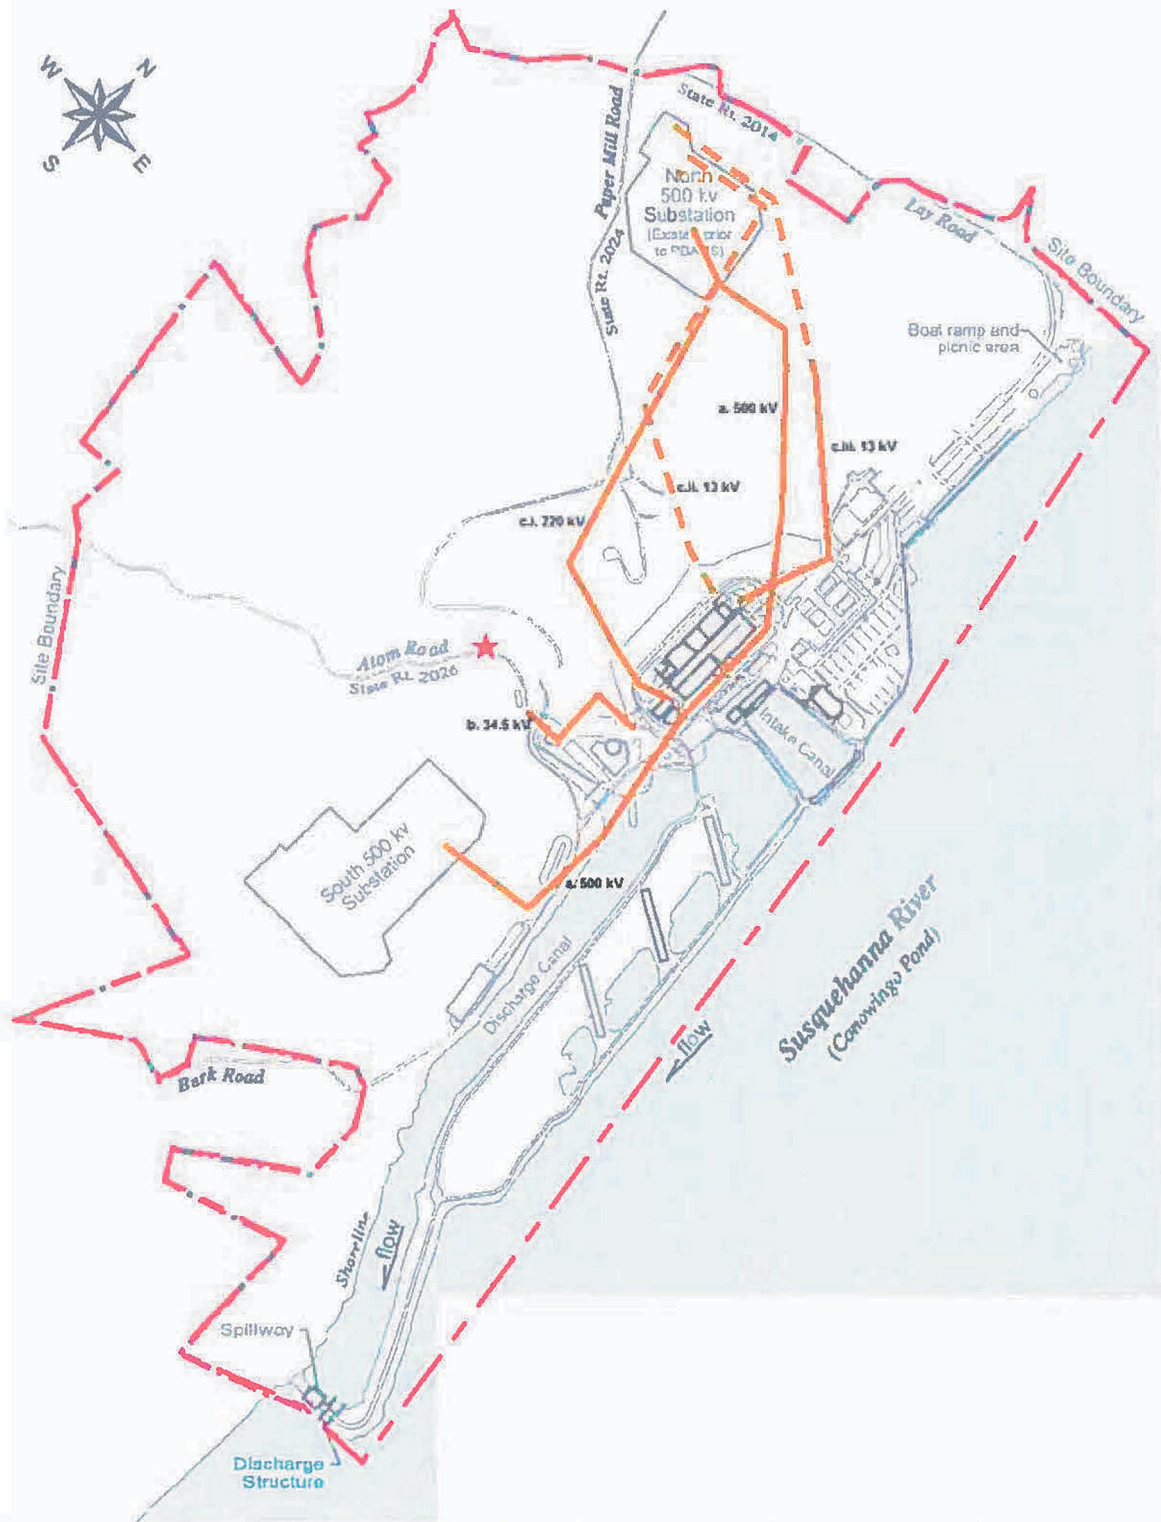 W
N
S
E
State Rt. 2014
Paper Mill Road
State Rt. 2024
North
500 kv
Substation
Lay Road
Site Boundary
Boat ramp and
picnic area
a. 500 kV
c.iii. 13 kV
c.ii. 13 kV
c.i. 220 kV
Site Boundary
Atom Road
State Rt. 2026
b. 34.5 kV
Intake Canal
South 500 kv
Substation
a. 500 kV
Discharge Canal
Susquehanna River
(Conowingo Pond)
flow
Bark Road
Shoreline
flow
Spillway
Discharge
Structure